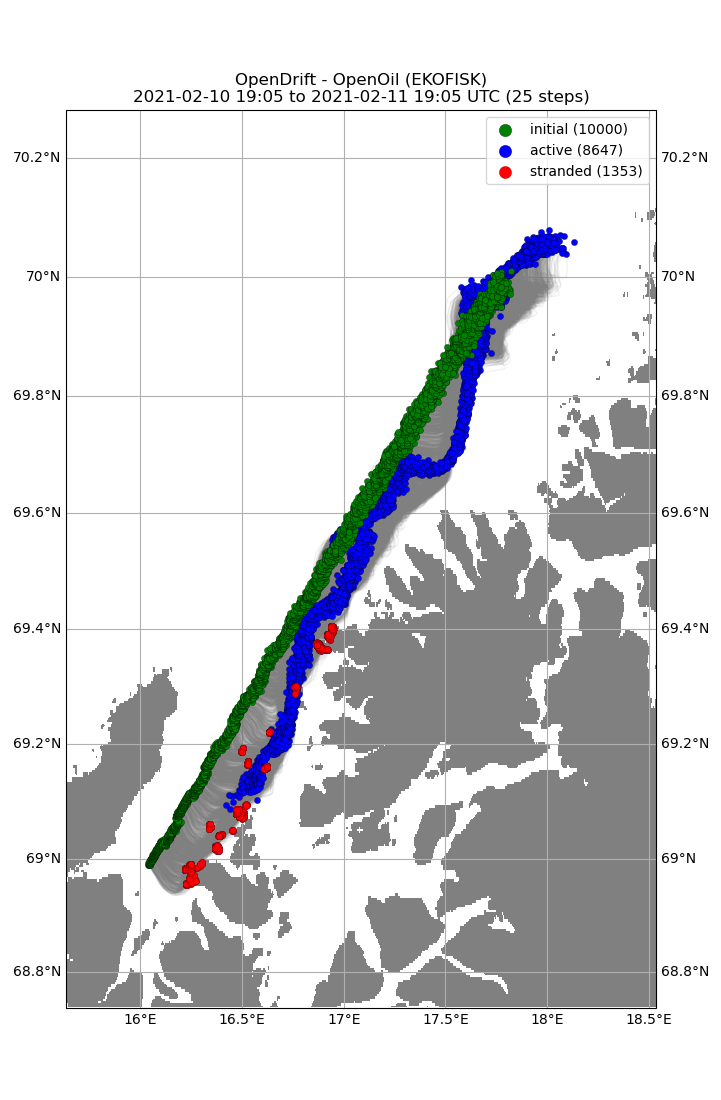 OpenDrift - OpenOil (EKOFISK)
2021-02-10 19:05 to 2021-02-11 19:05 UTC (25 steps)
initial (10000)
active (8647)
stranded (1353)
70.2°N 70.2°N
70°N 70°N
69.8°N 69.8°N
69.6°N 69.6°N
69.4°N 69.4°N
69.2°N 69.2°N
69°N 69°N
68.8°N 68.8°N
16°E 16.5°E 17°E 17.5°E 18°E 18.5°E